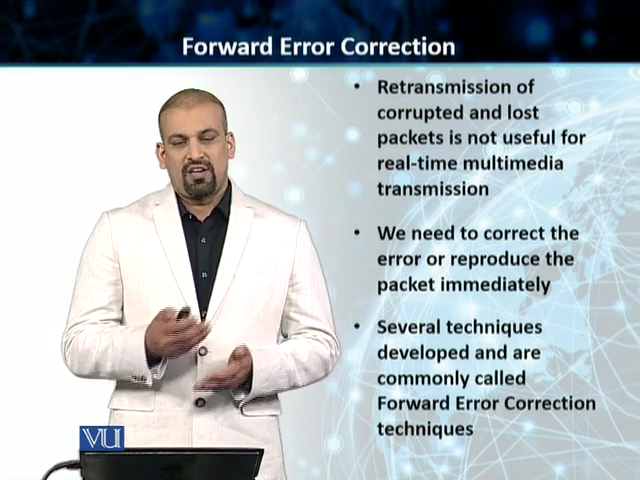 Forward Error Correction
• Retransmission of
corrupted and lost
packets is not useful for
real-time multimedia
transmission
• We need to correct the
error or reproduce the
packet immediately
• Several techniques
developed and are
commonly called
Forward Error Correction
techniques
VU